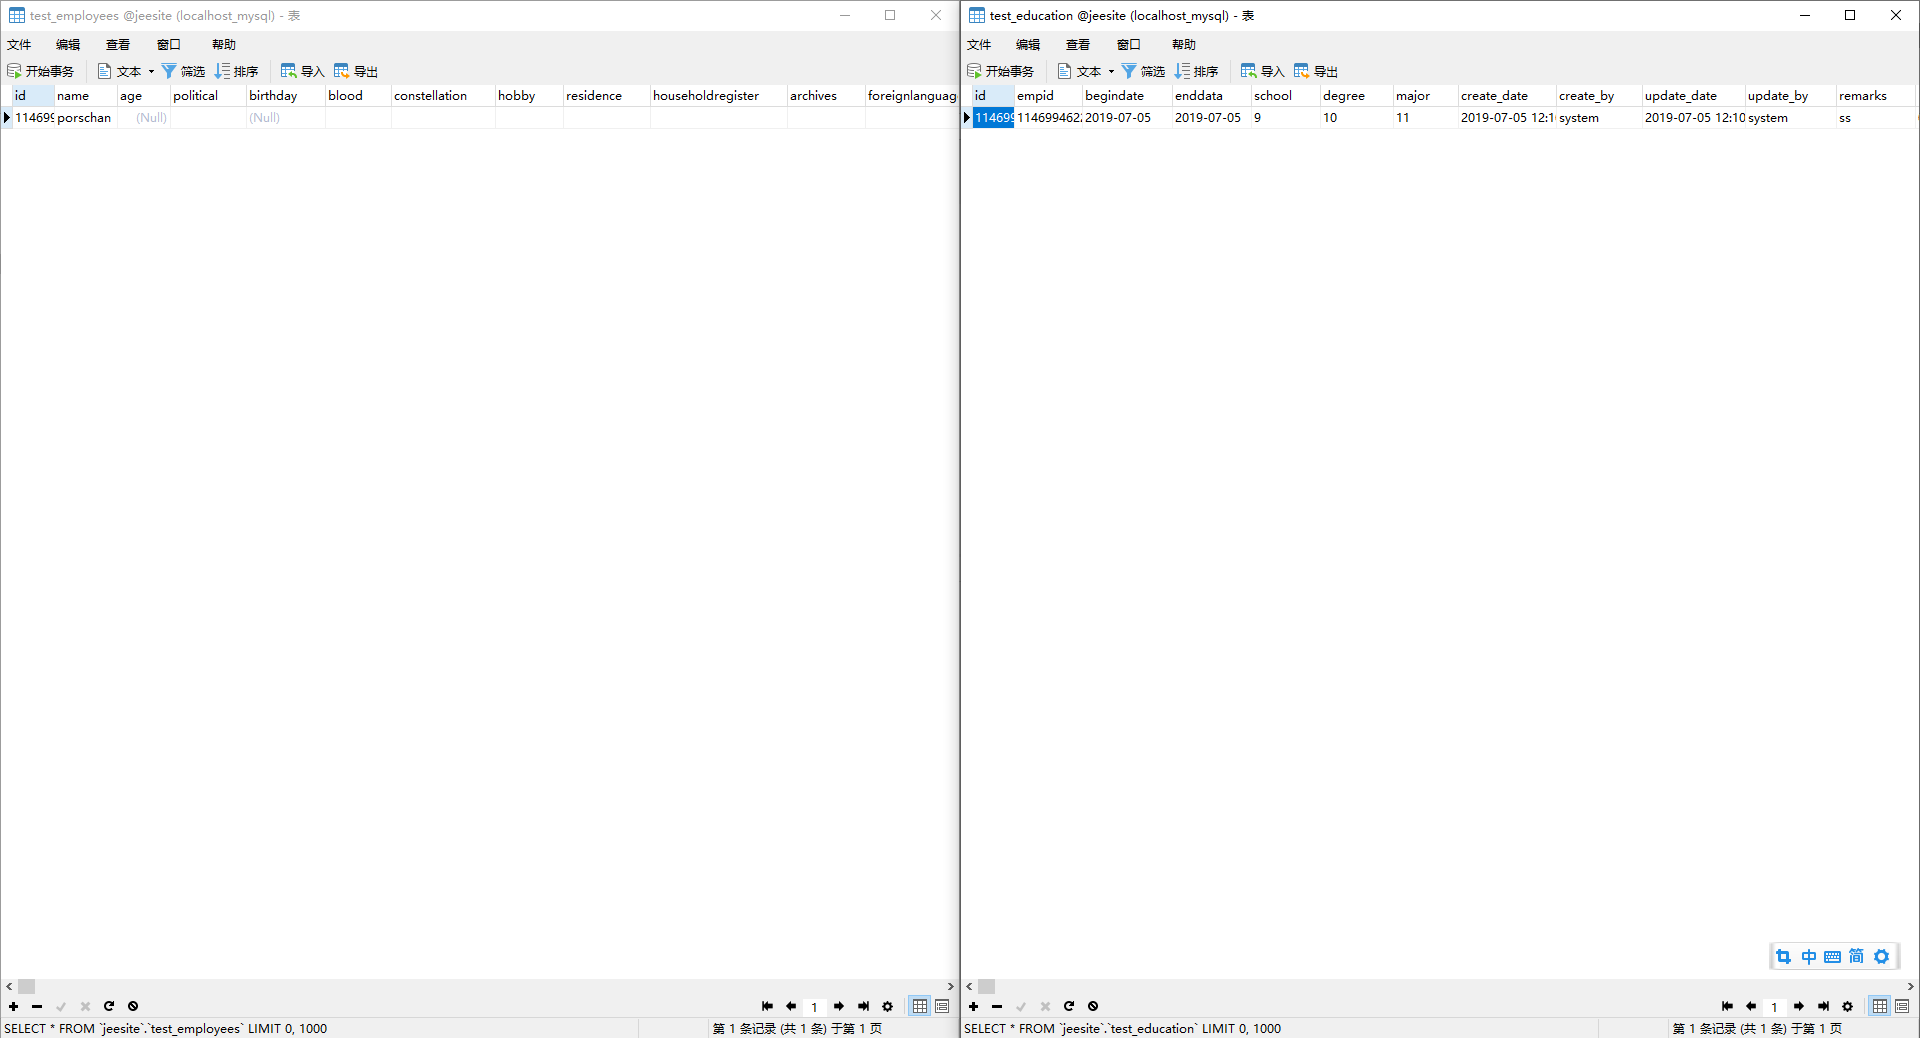 test_employees @jeesite (localhost_mysql) - 表
文件 编辑 查看 窗口 帮助
开始事务 文本 筛选 排序 导入 导出
id name age political birthday blood constellation hobby residence householdregister archives foreignlanguag
114699 porschan (Null) (Null)
1
SELECT * FROM `jeesite`.`test_employees` LIMIT 0, 1000 第 1 条记录 (共 1 条) 于第 1 页
test_education @jeesite (localhost_mysql) - 表
文件 编辑 查看 窗口 帮助
开始事务 文本 筛选 排序 导入 导出
id empid begindate enddata school degree major create_date create_by update_date update_by remarks
114699 114699462 2019-07-05 2019-07-05 9 10 11 2019-07-05 12:1 system 2019-07-05 12:10 system ss
中 简
1
SELECT * FROM `jeesite`.`test_education` LIMIT 0, 1000 第 1 条记录 (共 1 条) 于第 1 页